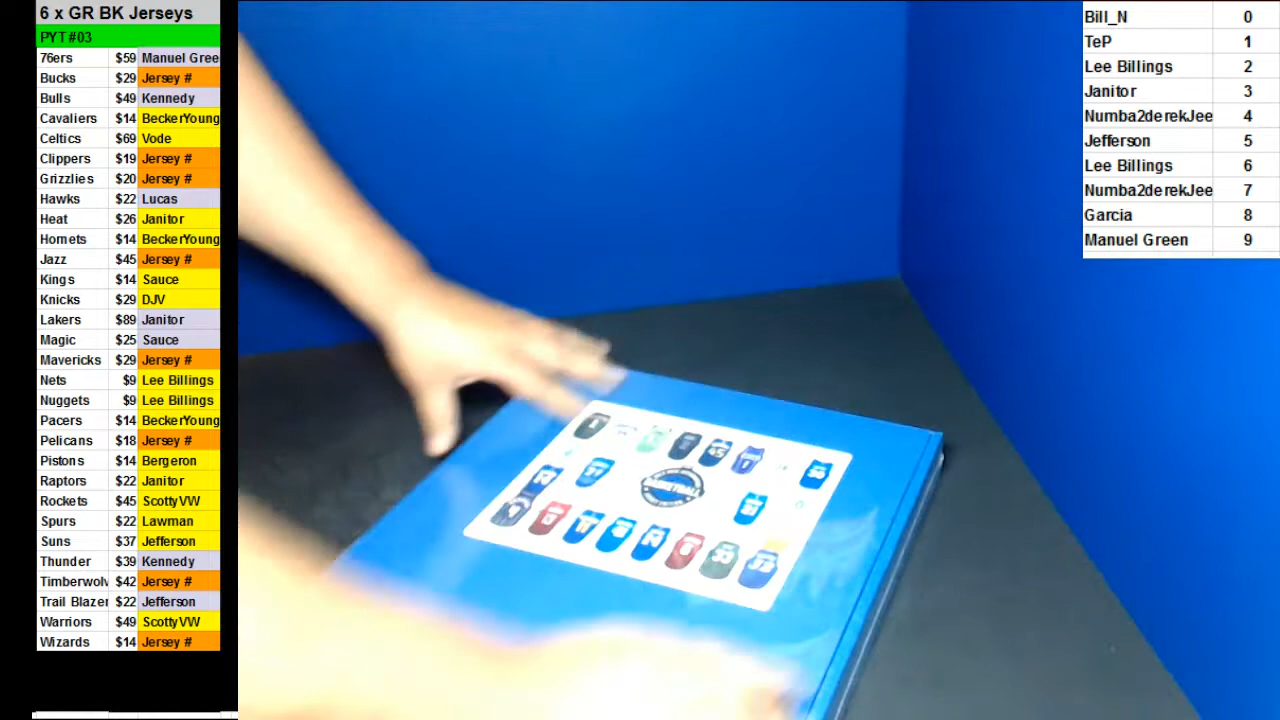 6 x GR BK Jerseys
PYT #03
76ers $59 Manuel Gree
Bucks $29 Jersey #
Bulls $49 Kennedy
Cavaliers $14 BeckerYoung
Celtics $69 Vode
Clippers $19 Jersey #
Grizzlies $20 Jersey #
Hawks $22 Lucas
Heat $26 Janitor
Hornets $14 BeckerYoung
Jazz $45 Jersey #
Kings $14 Sauce
Knicks $29 DJV
Lakers $89 Janitor
Magic $25 Sauce
Mavericks $29 Jersey #
Nets $9 Lee Billings
Nuggets $9 Lee Billings
Pacers $14 BeckerYoung
Pelicans $18 Jersey #
Pistons $14 Bergeron
Raptors $22 Janitor
Rockets $45 ScottyVW
Spurs $22 Lawman
Suns $37 Jefferson
Thunder $39 Kennedy
Timberwolv $42 Jersey #
Trail Blazer $22 Jefferson
Warriors $49 ScottyVW
Wizards $14 Jersey #
Bill_N 0
TeP 1
Lee Billings 2
Janitor 3
Numba2derekJee 4
Jefferson 5
Lee Billings 6
Numba2derekJee 7
Garcia 8
Manuel Green 9